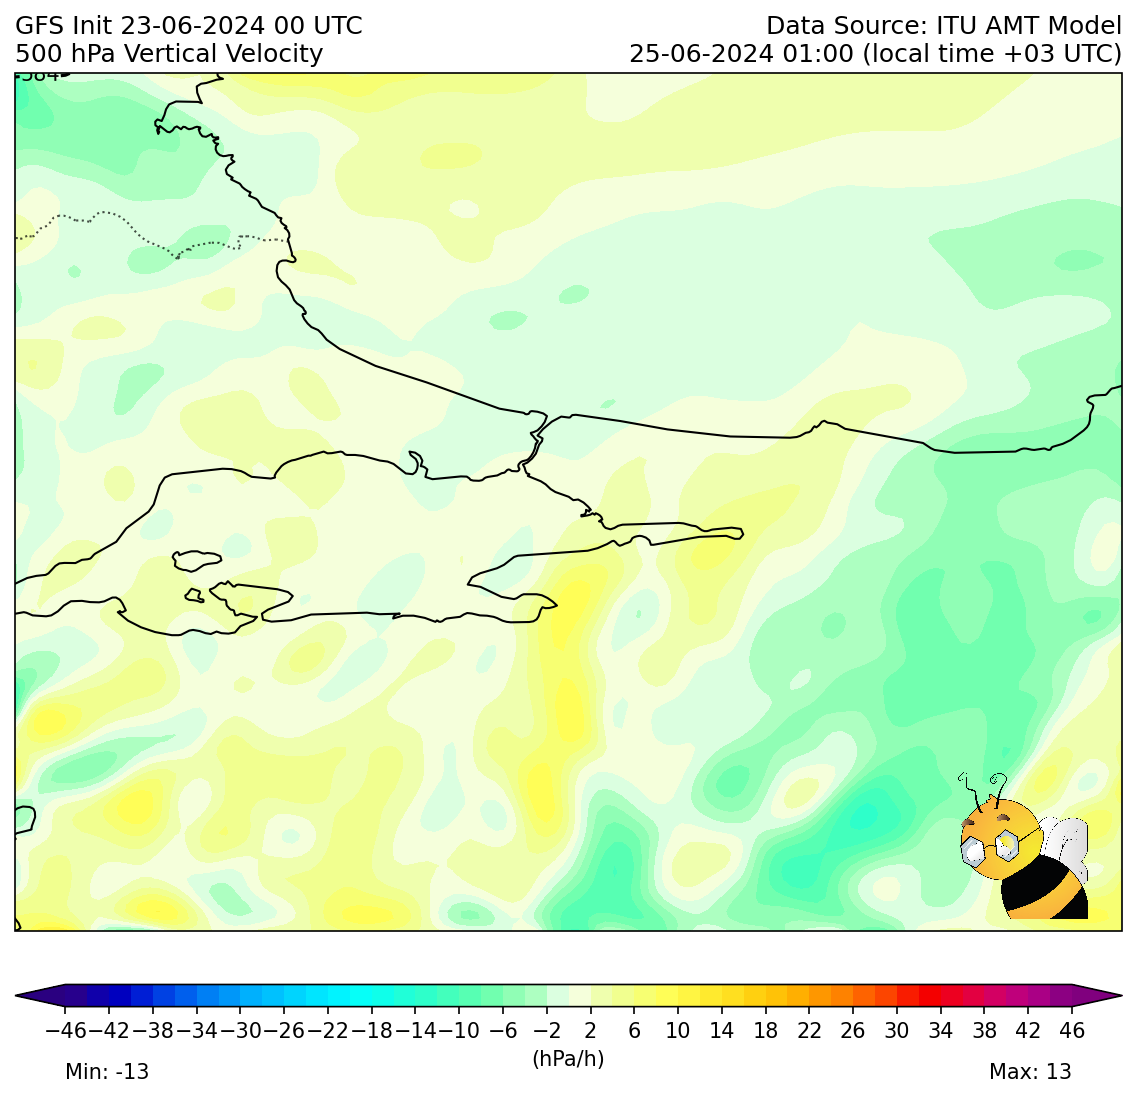 GFS Init 23-06-2024 00 UTC
Data Source: ITU AMT Model
500 hPa Vertical Velocity
25-06-2024 01:00 (local time +03 UTC)
−46 −42 −38 −34 −30 −26 −22 −18 −14 −10 −6 −2 2 6 10 14 18 22 26 30 34 38 42 46
(hPa/h)
Min: -13
Max: 13